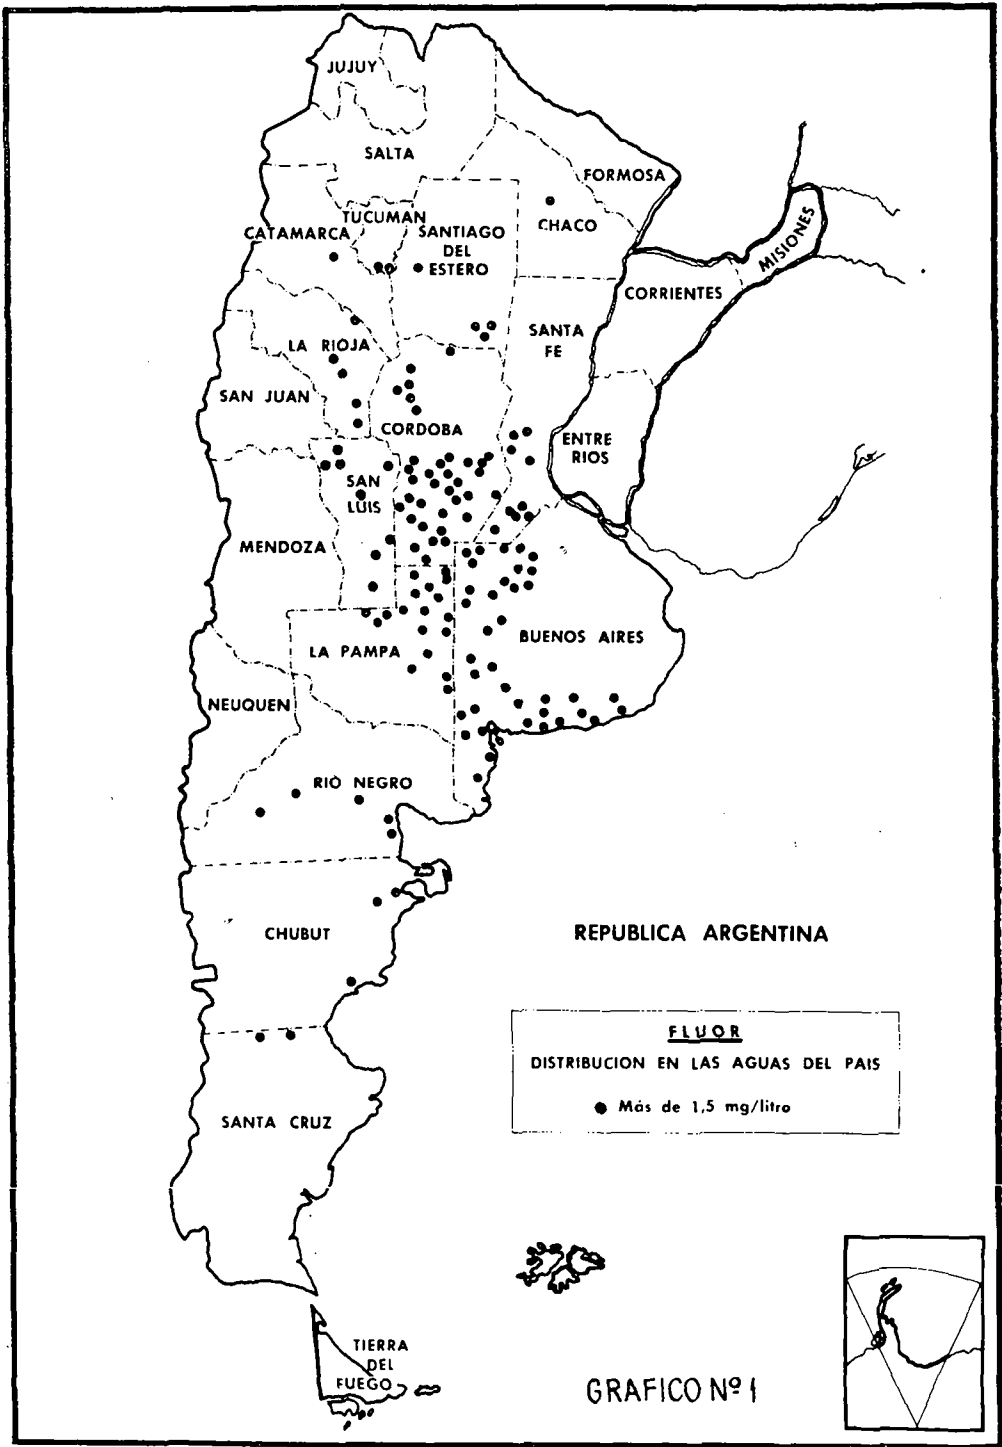 JUJUY
SALTA
FORMOSA
CHACO
TUCUMAN
CATAMARCA
SANTIAGO
DEL
ESTERO
MISIONES
CORRIENTES
SANTA
FE
LA RIOJA
SAN JUAN
CORDOBA
ENTRE
RIOS
SAN
LUIS
MENDOZA
BUENOS AIRES
LA PAMPA
NEUQUEN
RIO NEGRO
CHUBUT
REPUBLICA ARGENTINA
FLUOR
DISTRIBUCION EN LAS AGUAS DEL PAIS
Más de 1,5 mg/litro
SANTA CRUZ
TIERRA
DEL
FUEGO
GRAFICO Nº 1